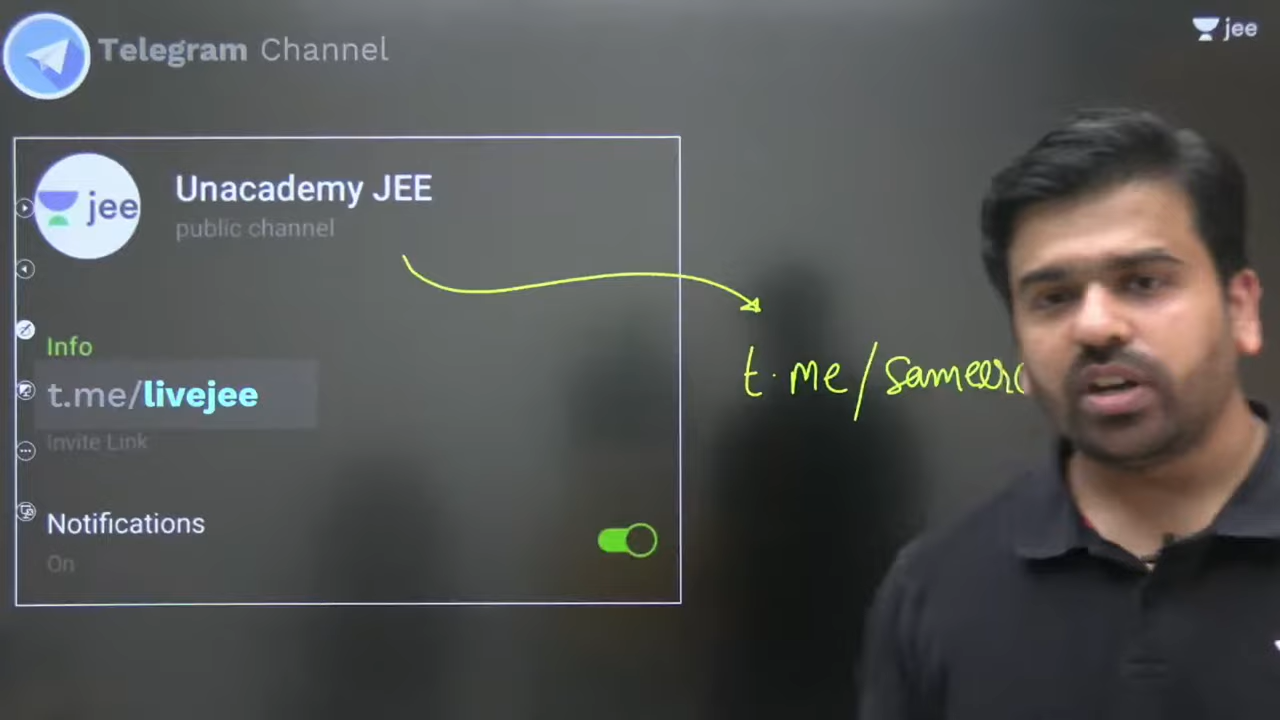 Telegram Channel
jee
jee
Unacademy JEE
public channel
Info
t.me/livejee
Invite Link
t.me/sameer
Notifications
On